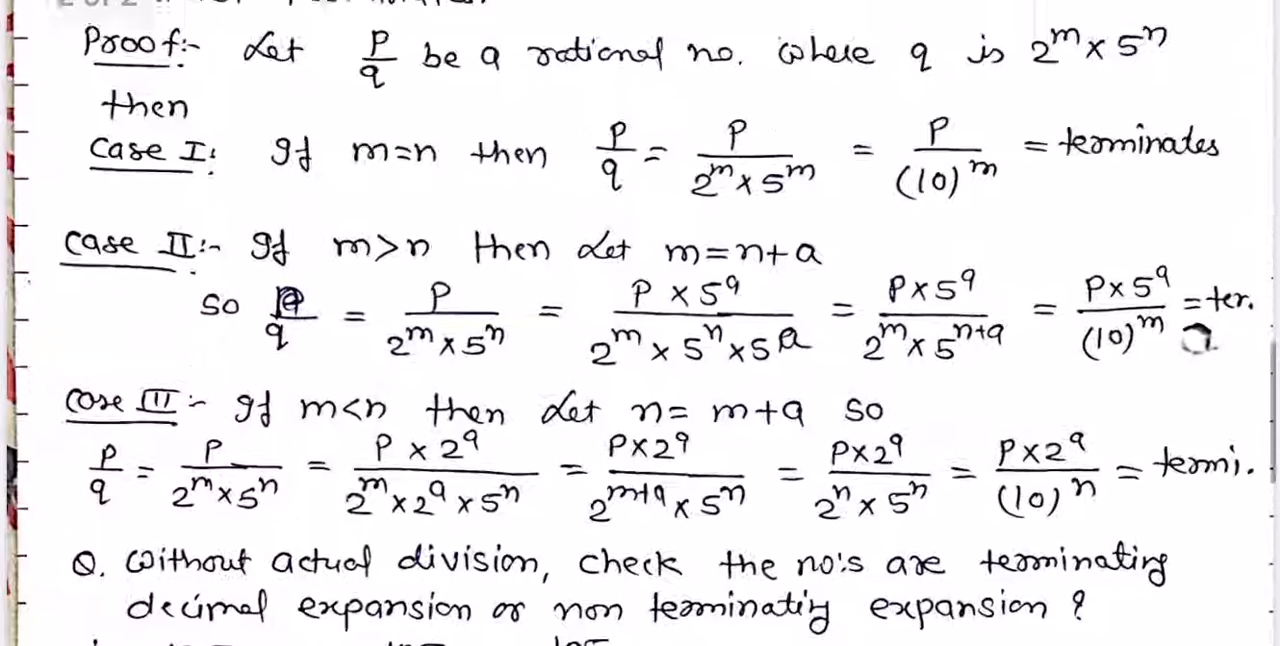 Proof:- Let P/q be a rational no. where q is 2^m × 5^n
then
Case I: If m=n then P/q = P/(2^m × 5^m) = P/(10)^m = terminates
Case II:- If m>n then Let m=n+a
so P/q = P/(2^m × 5^n) = (P × 5^a)/(2^m × 5^n × 5^a) = (P×5^a)/(2^m × 5^(n+a)) = (P×5^a)/(10)^m = ter.
Case III:- If m<n then Let n= m+a so
P/q = P/(2^m × 5^n) = (P × 2^a)/(2^m × 2^a × 5^n) = (P×2^a)/(2^(m+a) × 5^n) = (P×2^a)/(2^n × 5^n) = (P×2^a)/(10)^n = termi.
Q. Without actual division, check the no's are terminating
decimal expansion or non terminating expansion ?